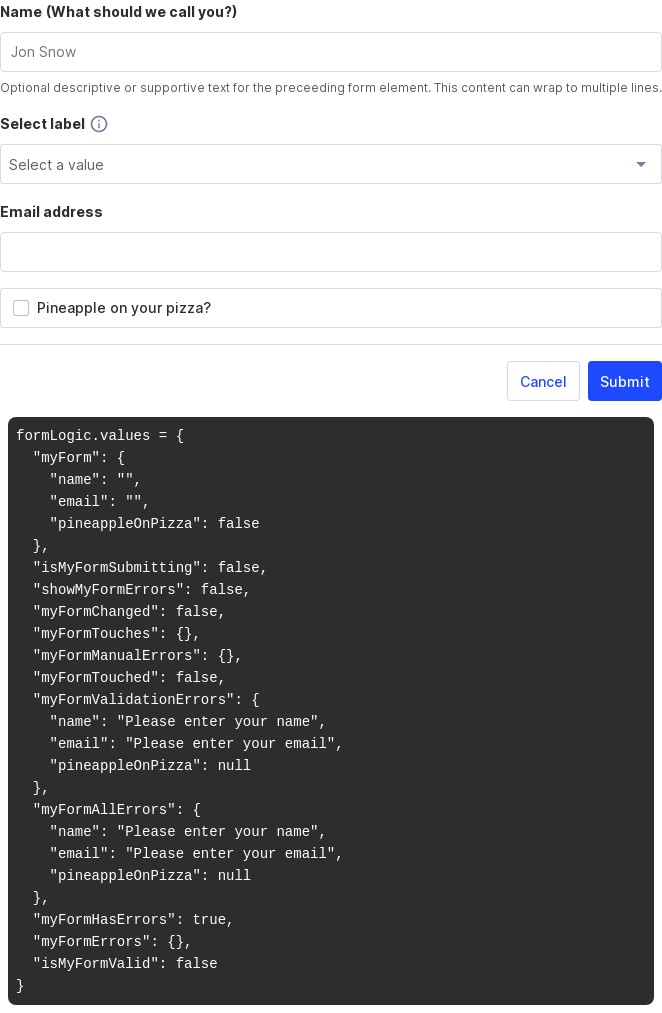 Name (What should we call you?)
Jon Snow
Optional descriptive or supportive text for the preceeding form element. This content can wrap to multiple lines.
Select label
Select a value
Email address
Pineapple on your pizza?
Cancel Submit
formLogic.values = {
  "myForm": {
    "name": "",
    "email": "",
    "pineappleOnPizza": false
  },
  "isMyFormSubmitting": false,
  "showMyFormErrors": false,
  "myFormChanged": false,
  "myFormTouches": {},
  "myFormManualErrors": {},
  "myFormTouched": false,
  "myFormValidationErrors": {
    "name": "Please enter your name",
    "email": "Please enter your email",
    "pineappleOnPizza": null
  },
  "myFormAllErrors": {
    "name": "Please enter your name",
    "email": "Please enter your email",
    "pineappleOnPizza": null
  },
  "myFormHasErrors": true,
  "myFormErrors": {},
  "isMyFormValid": false
}